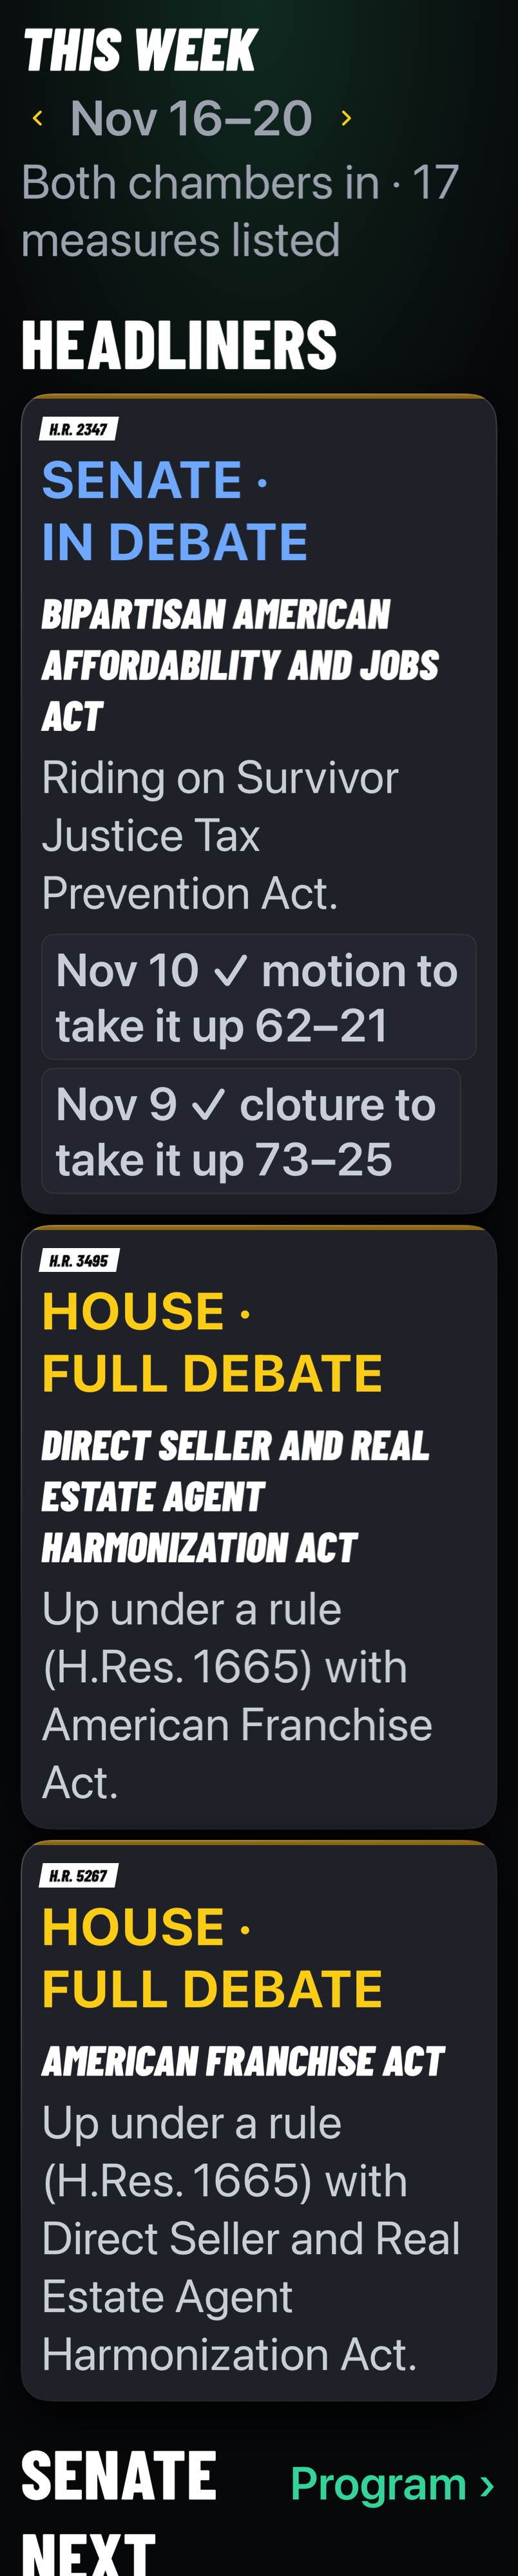 THIS WEEK
‹ Nov 16–20 ›
Both chambers in · 17
measures listed
HEADLINERS
H.R. 2347
SENATE ·
IN DEBATE
BIPARTISAN AMERICAN
AFFORDABILITY AND JOBS
ACT
Riding on Survivor
Justice Tax
Prevention Act.
Nov 10 ✓ motion to
take it up 62–21
Nov 9 ✓ cloture to
take it up 73–25
H.R. 3495
HOUSE ·
FULL DEBATE
DIRECT SELLER AND REAL
ESTATE AGENT
HARMONIZATION ACT
Up under a rule
(H.Res. 1665) with
American Franchise
Act.
H.R. 5267
HOUSE ·
FULL DEBATE
AMERICAN FRANCHISE ACT
Up under a rule
(H.Res. 1665) with
Direct Seller and Real
Estate Agent
Harmonization Act.
SENATE
Program ›
NEXT